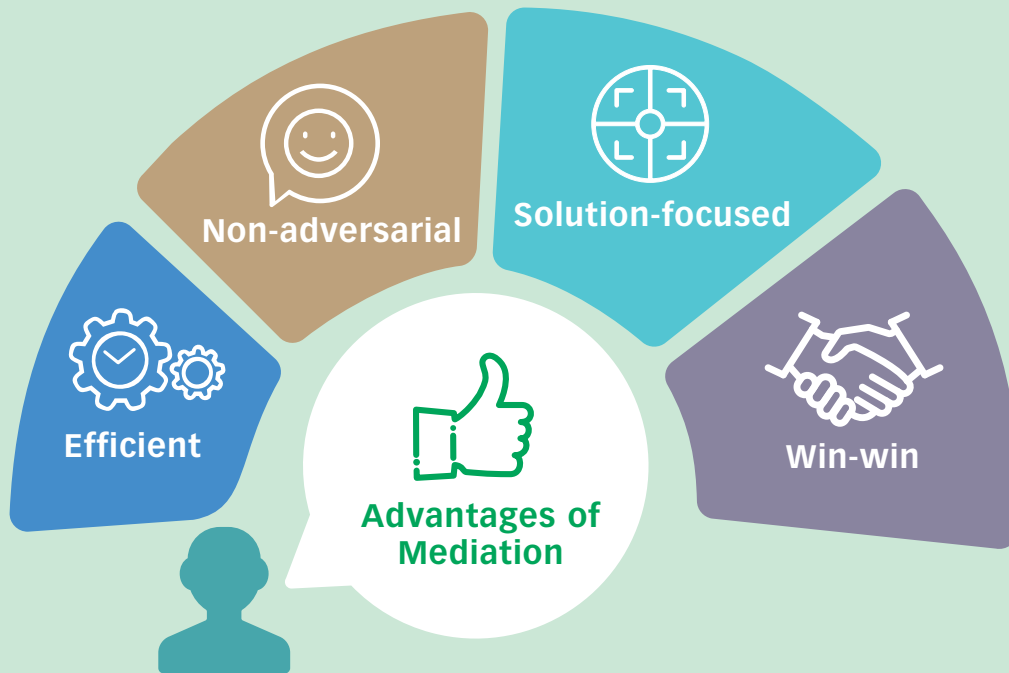 Efficient
Non-adversarial
Solution-focused
Win-win
Advantages of
Mediation